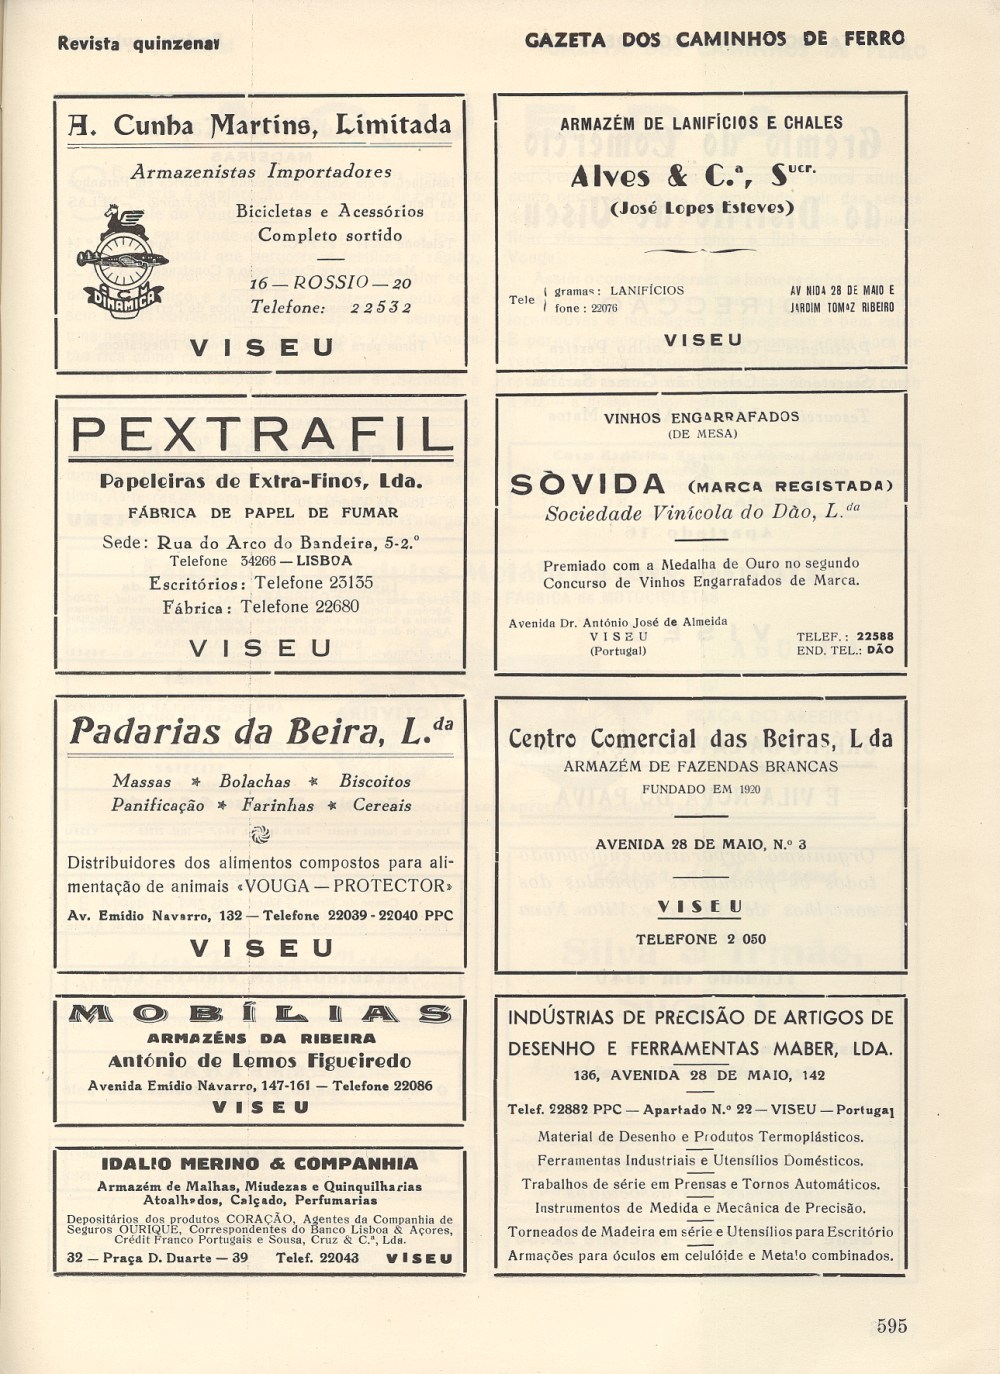 Revista quinzenal
GAZETA DOS CAMINHOS DE FERRO
A. Cunha Martins, Limitada
Armazenistas Importadores
Bicicletas e Acessórios
Completo sortido
16 — ROSSIO — 20
Telefone: 22532
ACM
DINAMICA
VISEU
PEXTRAFIL
Papeleiras de Extra-Finos, Lda.
FÁBRICA DE PAPEL DE FUMAR
Sede: Rua do Arco do Bandeira, 5-2.º
Telefone 34266 — LISBOA
Escritórios: Telefone 23135
Fábrica: Telefone 22680
VISEU
Padarias da Beira, L.da
Massas * Bolachas * Biscoitos
Panificação * Farinhas * Cereais
Distribuidores dos alimentos compostos para ali-
mentação de animais «VOUGA — PROTECTOR»
Av. Emídio Navarro, 132 — Telefone 22039 - 22040 PPC
VISEU
MOBÍLIAS
ARMAZÉNS DA RIBEIRA
António de Lemos Figueiredo
Avenida Emídio Navarro, 147-161 — Telefone 22086
VISEU
IDALIO MERINO & COMPANHIA
Armazém de Malhas, Miudezas e Quinquilharias
Atoalhados, Calçado, Perfumarias
Depositários dos produtos CORAÇÃO, Agentes da Companhia de
Seguros OURIQUE, Correspondentes do Banco Lisboa & Açores,
Crédit Franco Portugais e Sousa, Cruz & C.ª, Lda.
32 — Praça D. Duarte — 39 Telef. 22043 VISEU
ARMAZÉM DE LANIFÍCIOS E CHALES
Alves & C.ª, Sucr.
(José Lopes Esteves)
Tele gramas: LANIFÍCIOS
fone: 22076
AV NIDA 28 DE MAIO E
JARDIM TOMAZ RIBEIRO
VISEU
VINHOS ENGARRAFADOS
(DE MESA)
SÒVIDA (MARCA REGISTADA)
Sociedade Vinícola do Dão, L.da
Premiado com a Medalha de Ouro no segundo
Concurso de Vinhos Engarrafados de Marca.
Avenida Dr. António José de Almeida
VISEU
(Portugal)
TELEF.: 22588
END. TEL.: DÃO
Centro Comercial das Beiras, L da
ARMAZÉM DE FAZENDAS BRANCAS
FUNDADO EM 1920
AVENIDA 28 DE MAIO, N.º 3
VISEU
TELEFONE 2 050
INDÚSTRIAS DE PRECISÃO DE ARTIGOS DE
DESENHO E FERRAMENTAS MABER, LDA.
136, AVENIDA 28 DE MAIO, 142
Telef. 22882 PPC — Apartado N.º 22 — VISEU — Portugal
Material de Desenho e Produtos Termoplásticos.
Ferramentas Industriais e Utensílios Domésticos.
Trabalhos de série em Prensas e Tornos Automáticos.
Instrumentos de Medida e Mecânica de Precisão.
Torneados de Madeira em série e Utensílios para Escritório
Armações para óculos em celulóide e Metalo combinados.
595